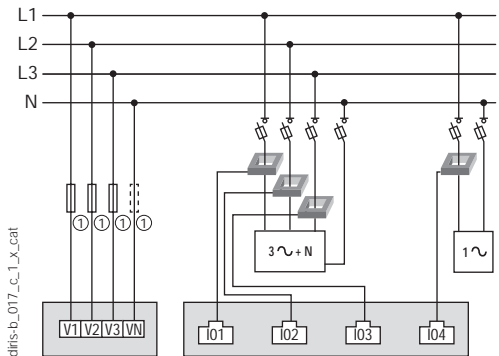 L1
L2
L3
N
① ① ① ①
3∿+N
1∿
V1 V2 V3 VN
I01 I02 I03 I04
diris-b_017_c_1_x_cat